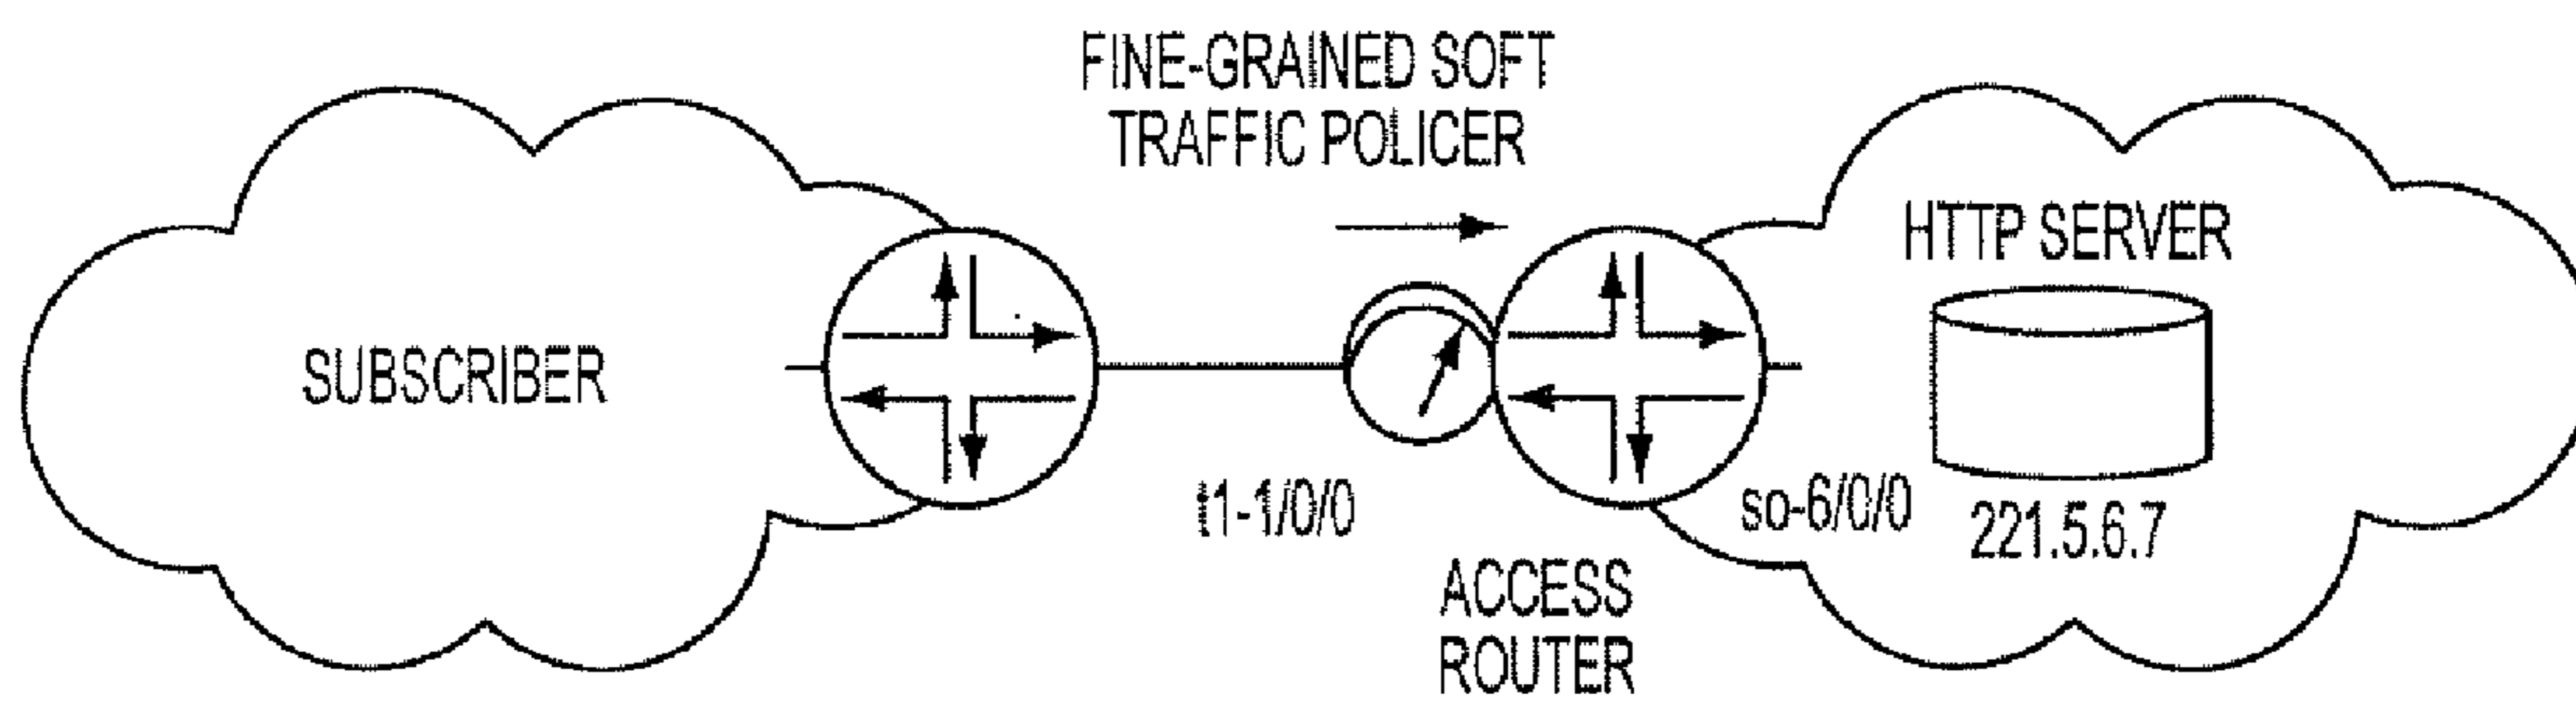 FINE-GRAINED SOFT
TRAFFIC POLICER
HTTP SERVER
SUBSCRIBER
t1-1/0/0
so-6/0/0
221.5.6.7
ACCESS
ROUTER